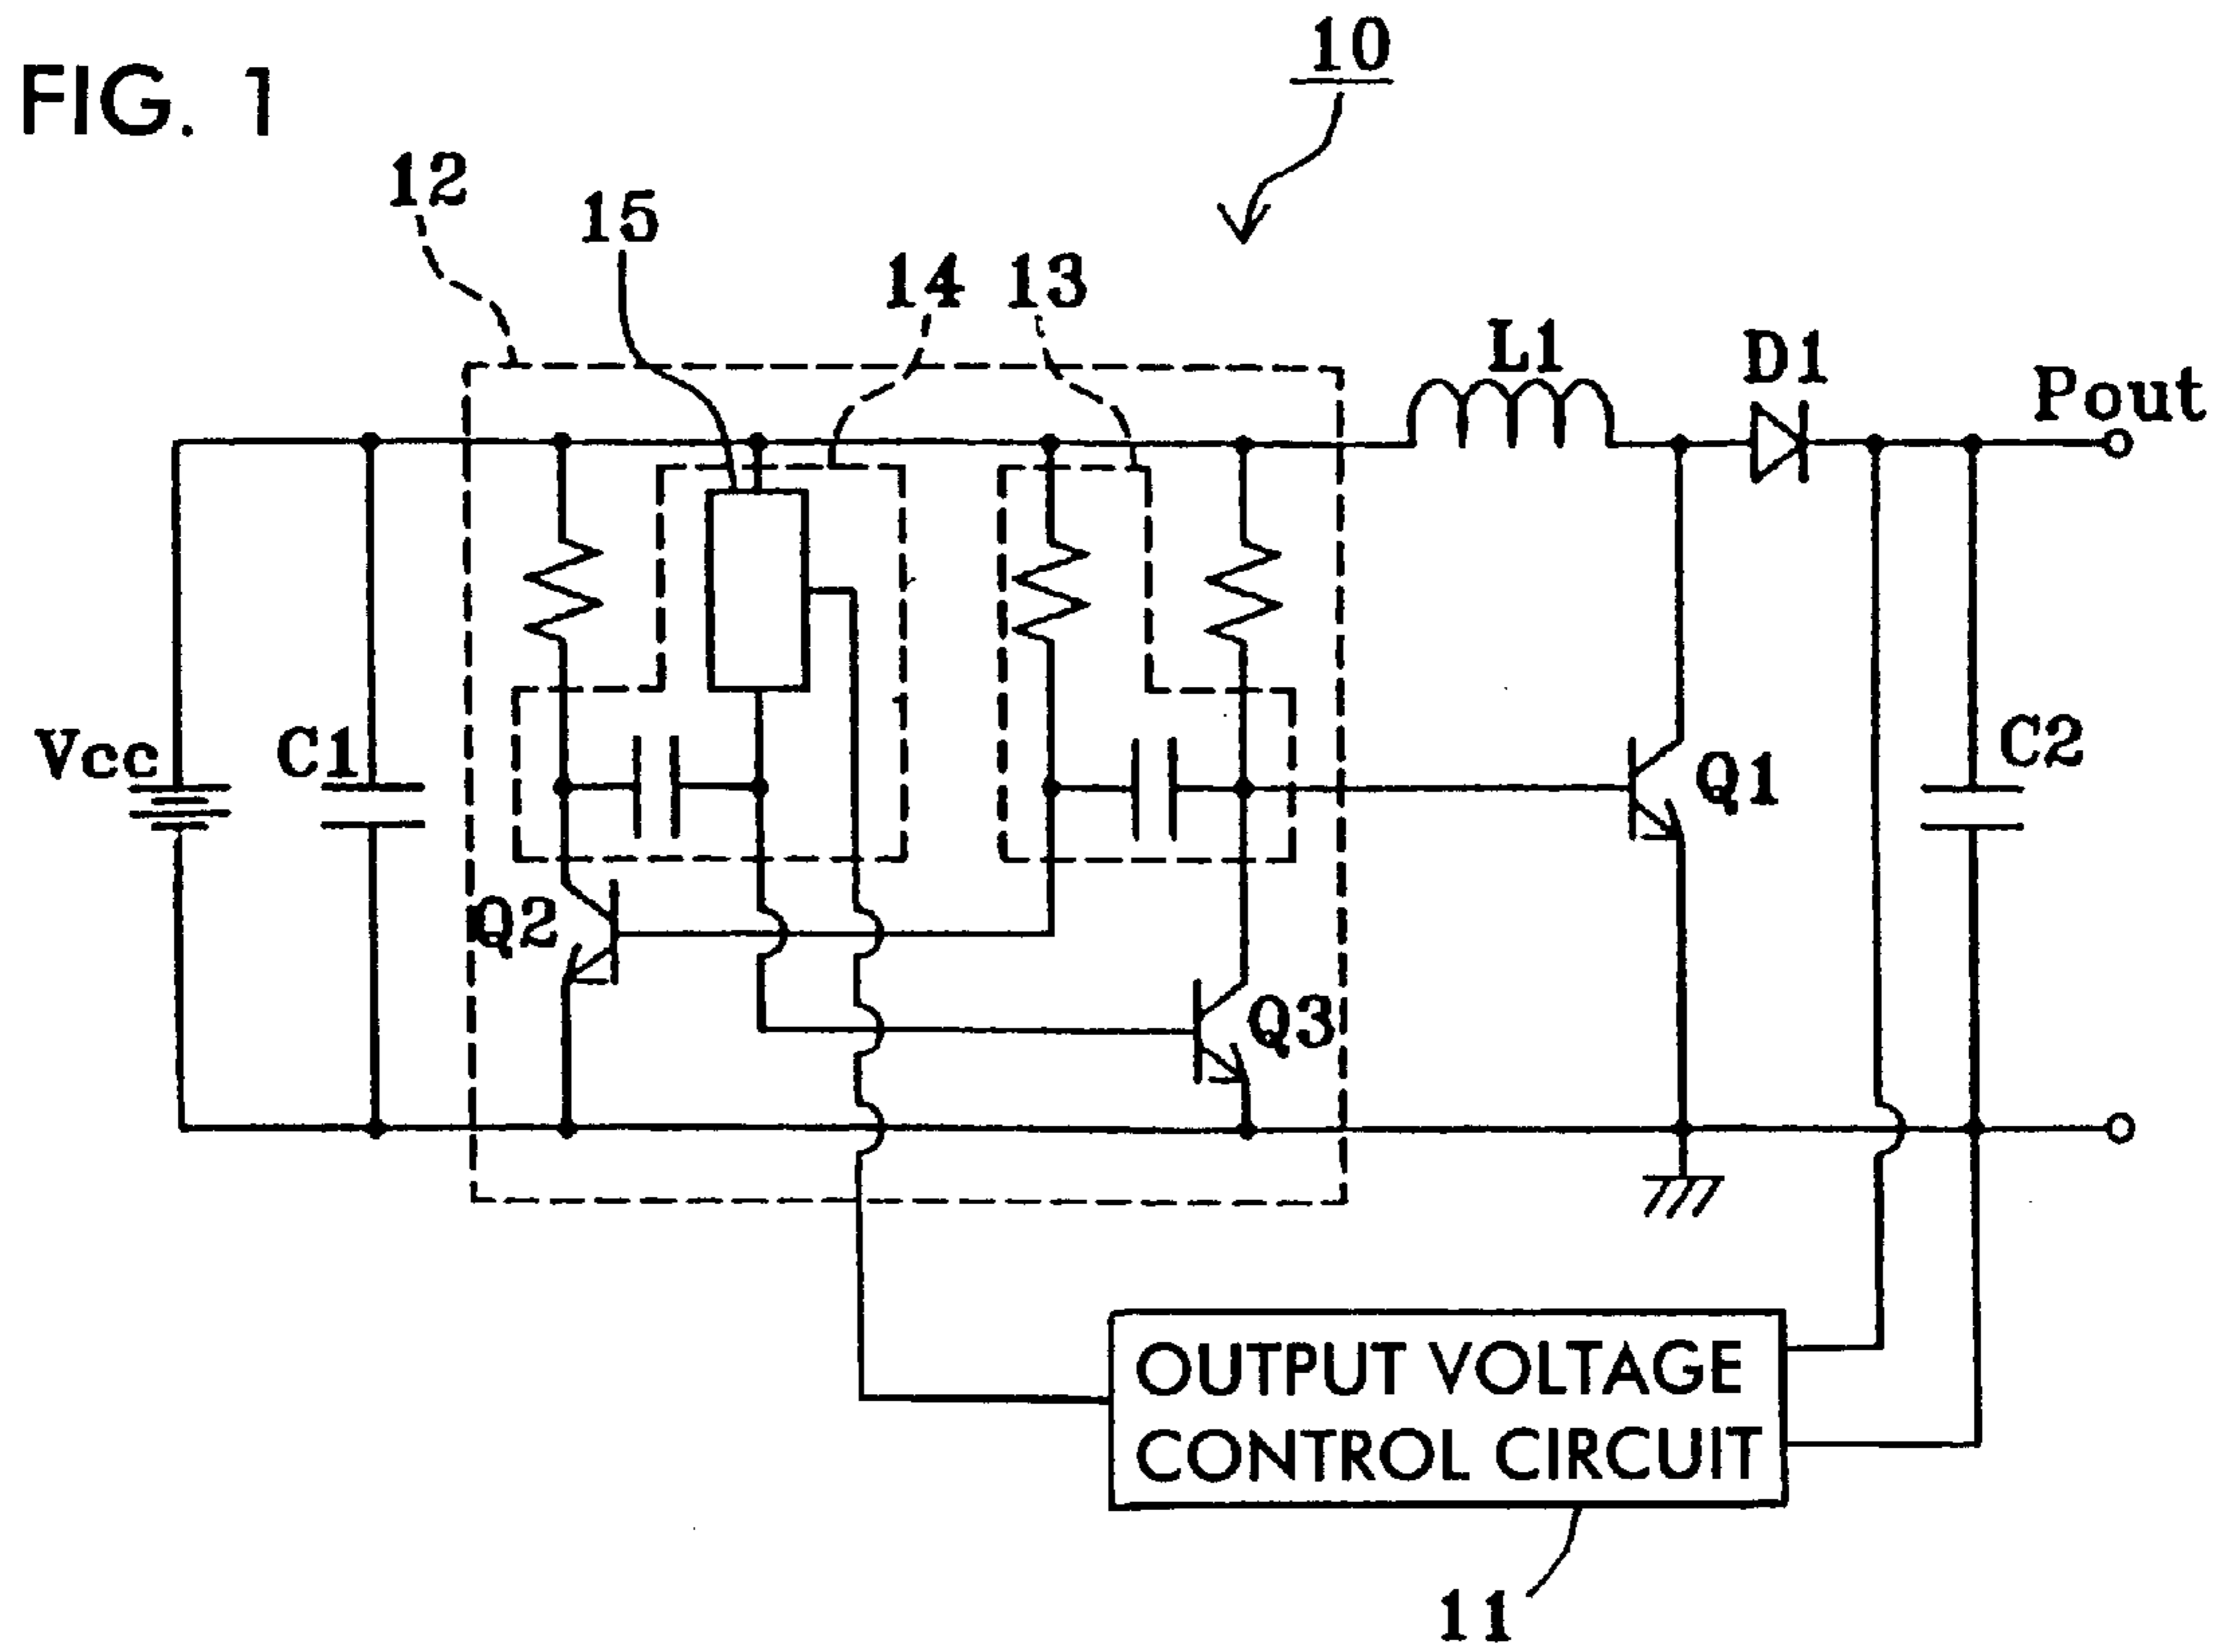 10
FIG. 1
12
15
14
13
L1
D1
Pout
Vcc
C1
Q1
C2
Q2
Q3
OUTPUT VOLTAGE
CONTROL CIRCUIT
11